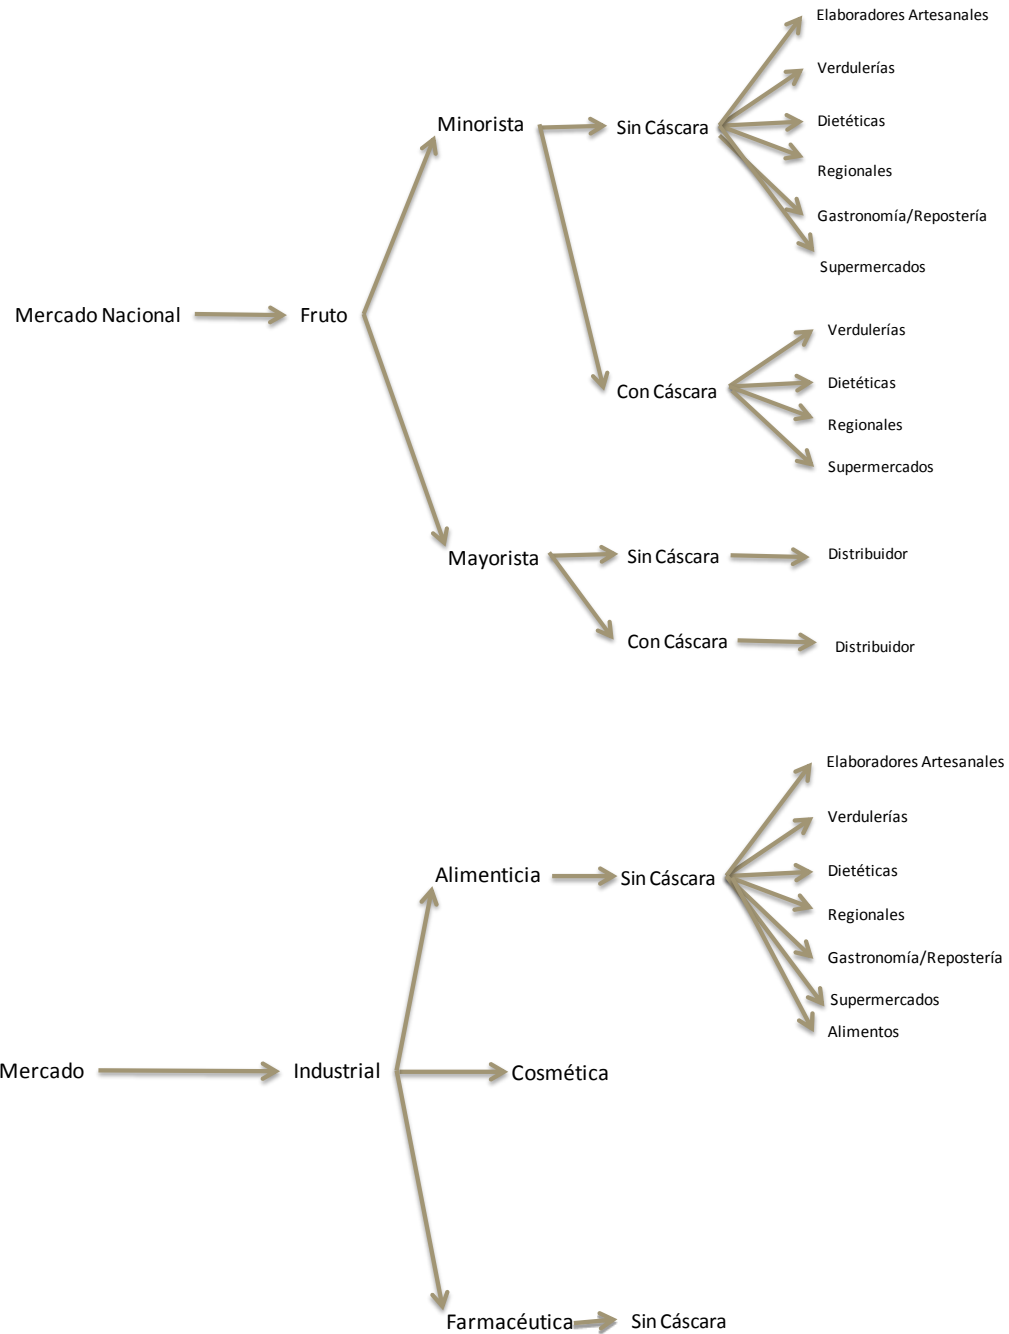 Elaboradores Artesanales
Verdulerías
Minorista
Sin Cáscara
Dietéticas
Regionales
Gastronomía/Repostería
Supermercados
Mercado Nacional
Fruto
Verdulerías
Con Cáscara
Dietéticas
Regionales
Supermercados
Mayorista
Sin Cáscara
Distribuidor
Con Cáscara
Distribuidor
Elaboradores Artesanales
Verdulerías
Alimenticia
Sin Cáscara
Dietéticas
Regionales
Gastronomía/Repostería
Supermercados
Alimentos
Mercado
Industrial
Cosmética
Farmacéutica
Sin Cáscara